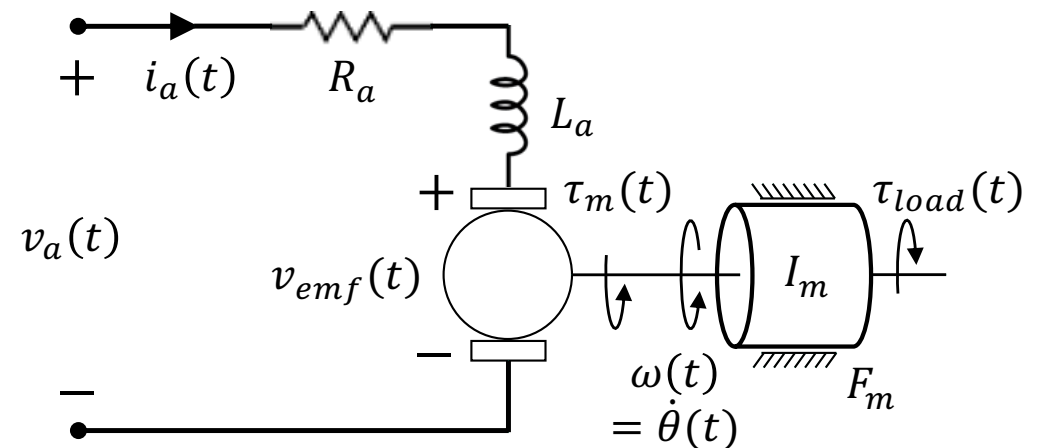 +
i_a(t)
R_a
L_a
+
τ_m(t)
τ_load(t)
v_a(t)
v_emf(t)
I_m
−
ω(t)
= θ̇(t)
F_m
−